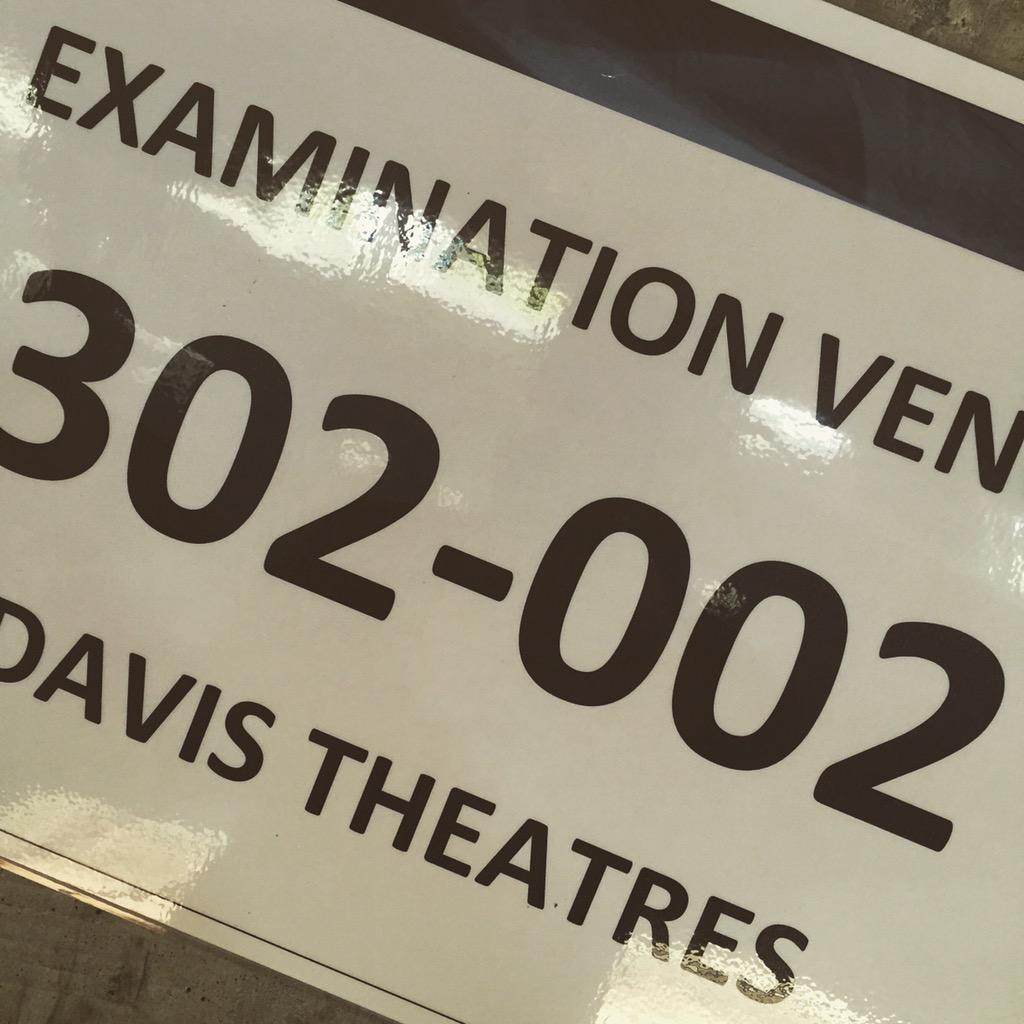 EXAMINATION VEN
302-002
DAVIS THEATRES